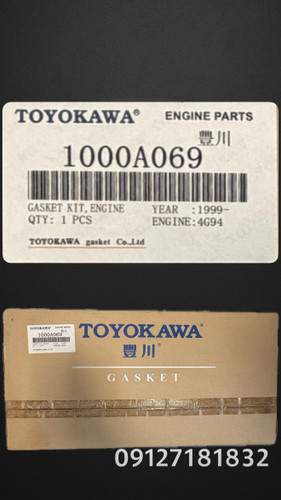 TOYOKAWA®
ENGINE PARTS
豐川
1000A069
GASKET KIT, ENGINE
YEAR :1999-
QTY: 1 PCS
ENGINE:4G94
TOYOKAWA gasket Co.,Ltd
TOYOKAWA
1000A069
TOYOKAWA®
豐川
GASKET
09127181832